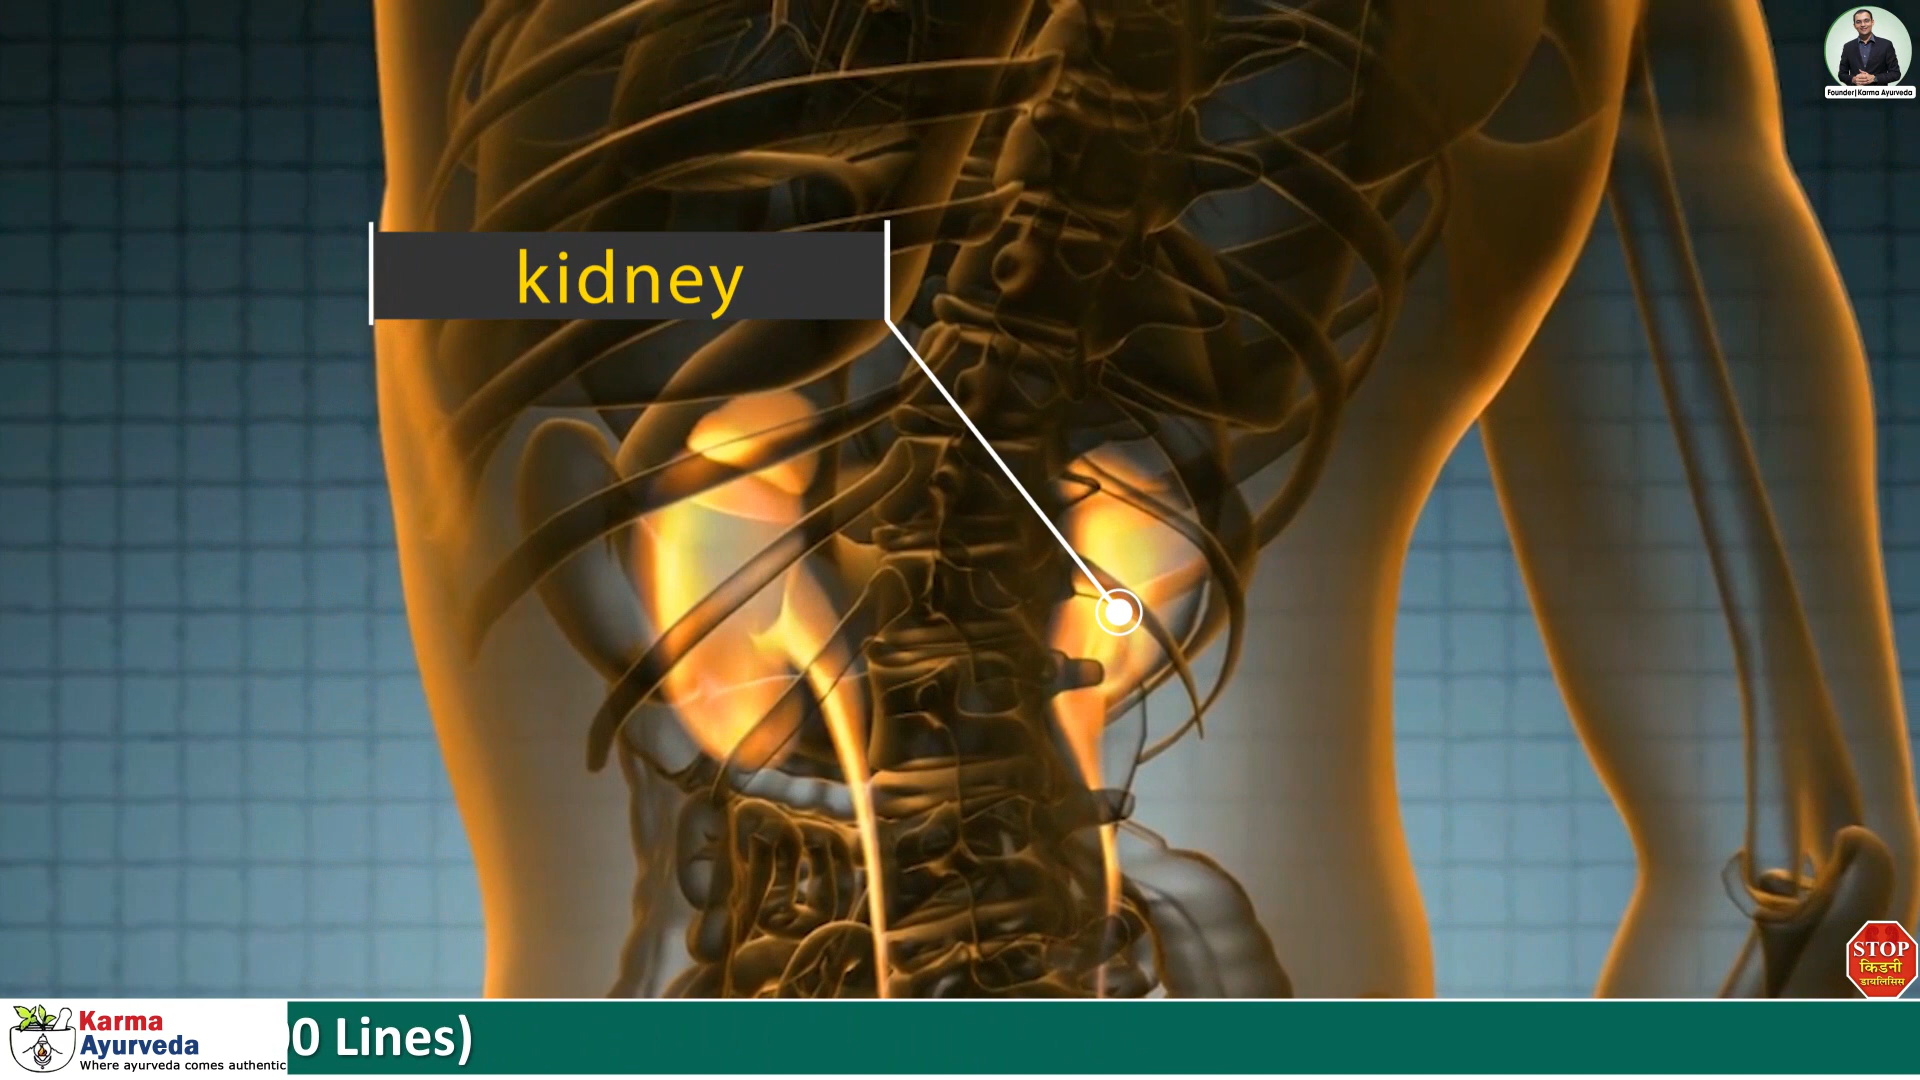 Founder|Karma Ayurveda
kidney
STOP
किडनी
डायलिसिस
Karma
Ayurveda
Where ayurveda comes authentic
0 Lines)